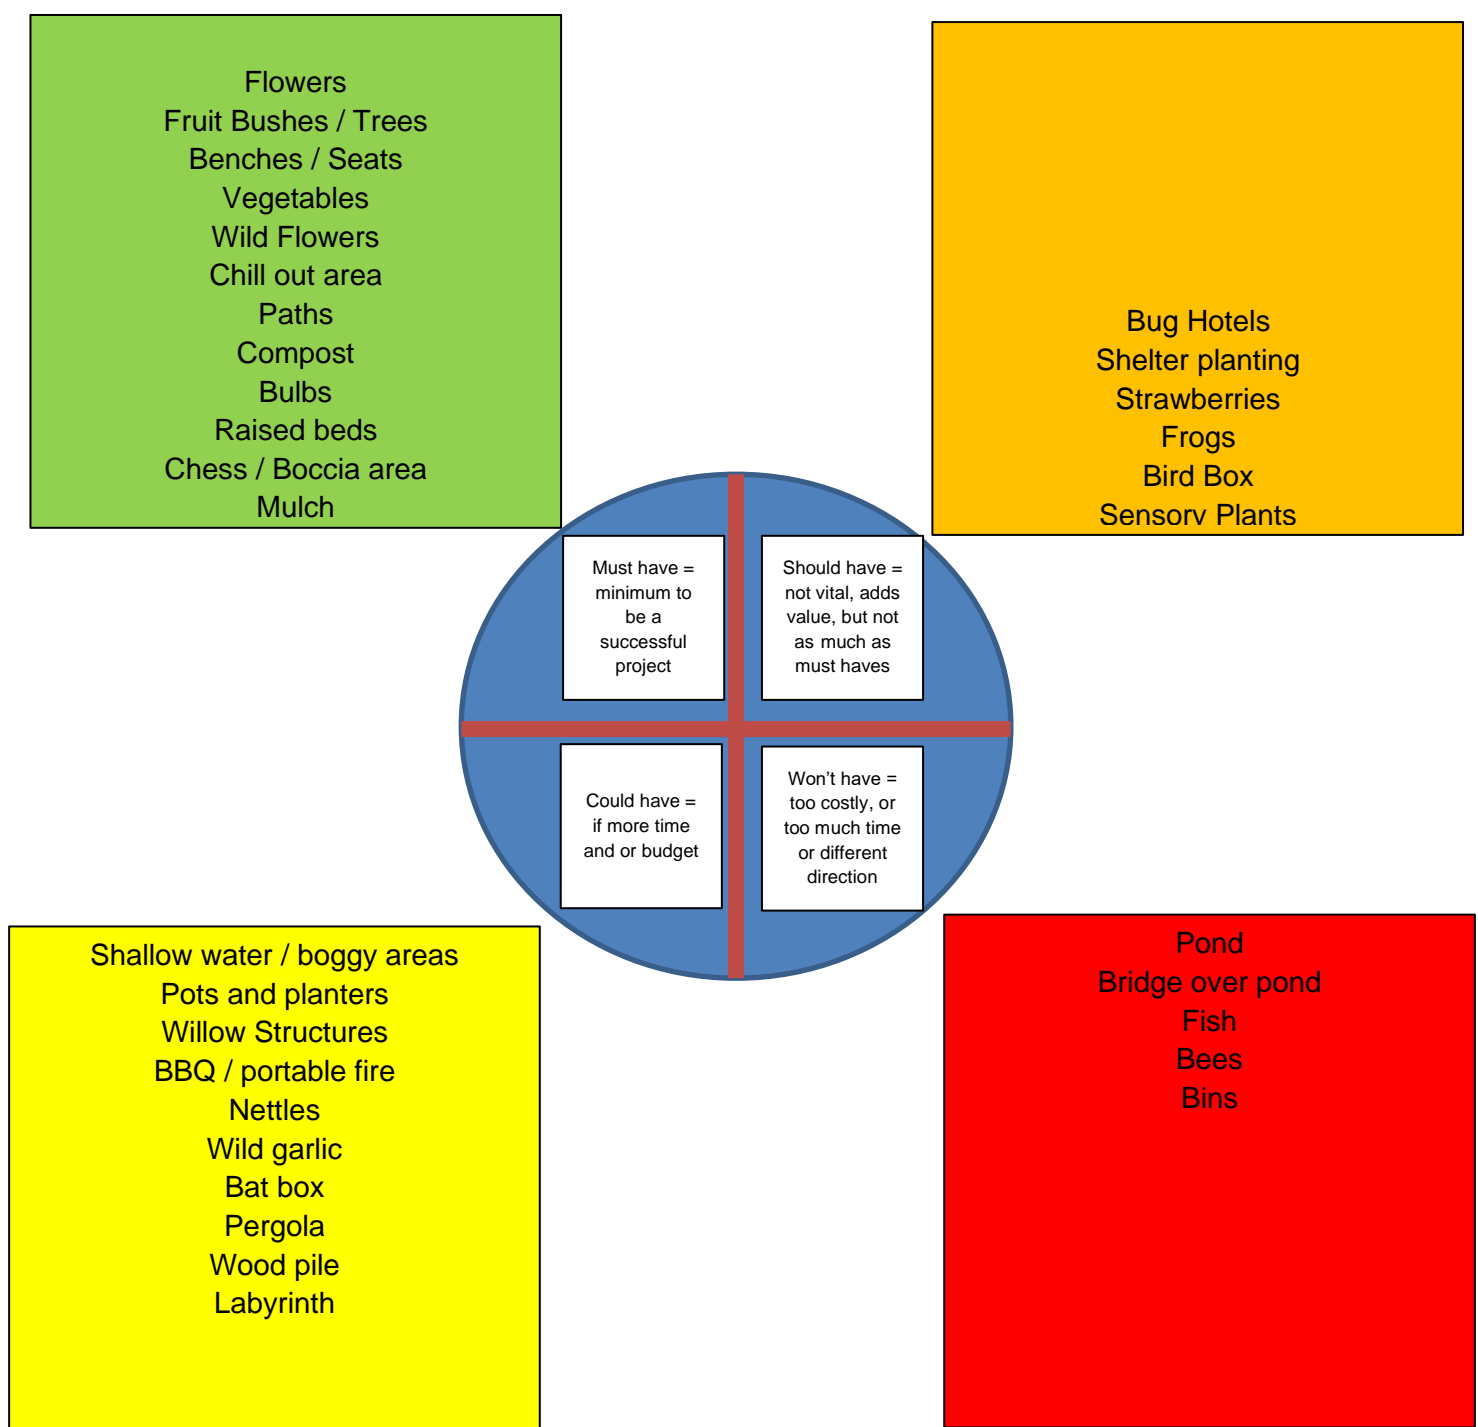 Flowers
Fruit Bushes / Trees
Benches / Seats
Vegetables
Wild Flowers
Chill out area
Paths
Compost
Bulbs
Raised beds
Chess / Boccia area
Mulch
Bug Hotels
Shelter planting
Strawberries
Frogs
Bird Box
Sensory Plants
Must have =
minimum to
be a
successful
project
Should have =
not vital, adds
value, but not
as much as
must haves
Could have =
if more time
and or budget
Won’t have =
too costly, or
too much time
or different
direction
Shallow water / boggy areas
Pots and planters
Willow Structures
BBQ / portable fire
Nettles
Wild garlic
Bat box
Pergola
Wood pile
Labyrinth
Pond
Bridge over pond
Fish
Bees
Bins